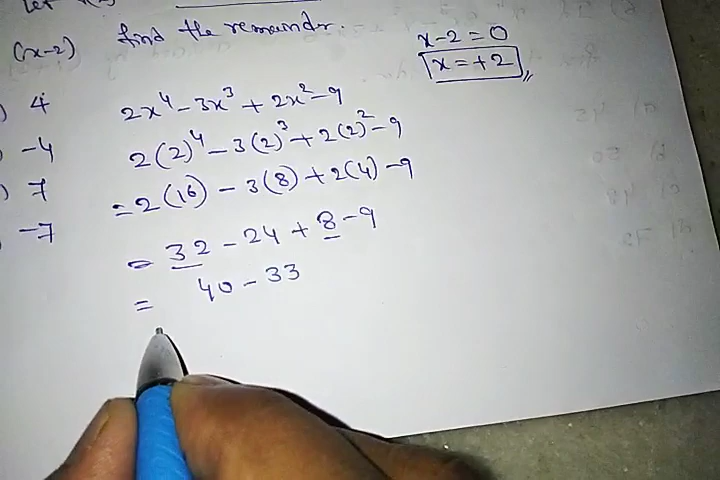 (x-2) find the remainder.
x-2=0
x=+2
) 4
-4
) 7
-7
2x⁴-3x³+2x²-9
2(2)⁴-3(2)³+2(2)²-9
=2(16)-3(8)+2(4)-9
=32-24+8-9
= 40-33